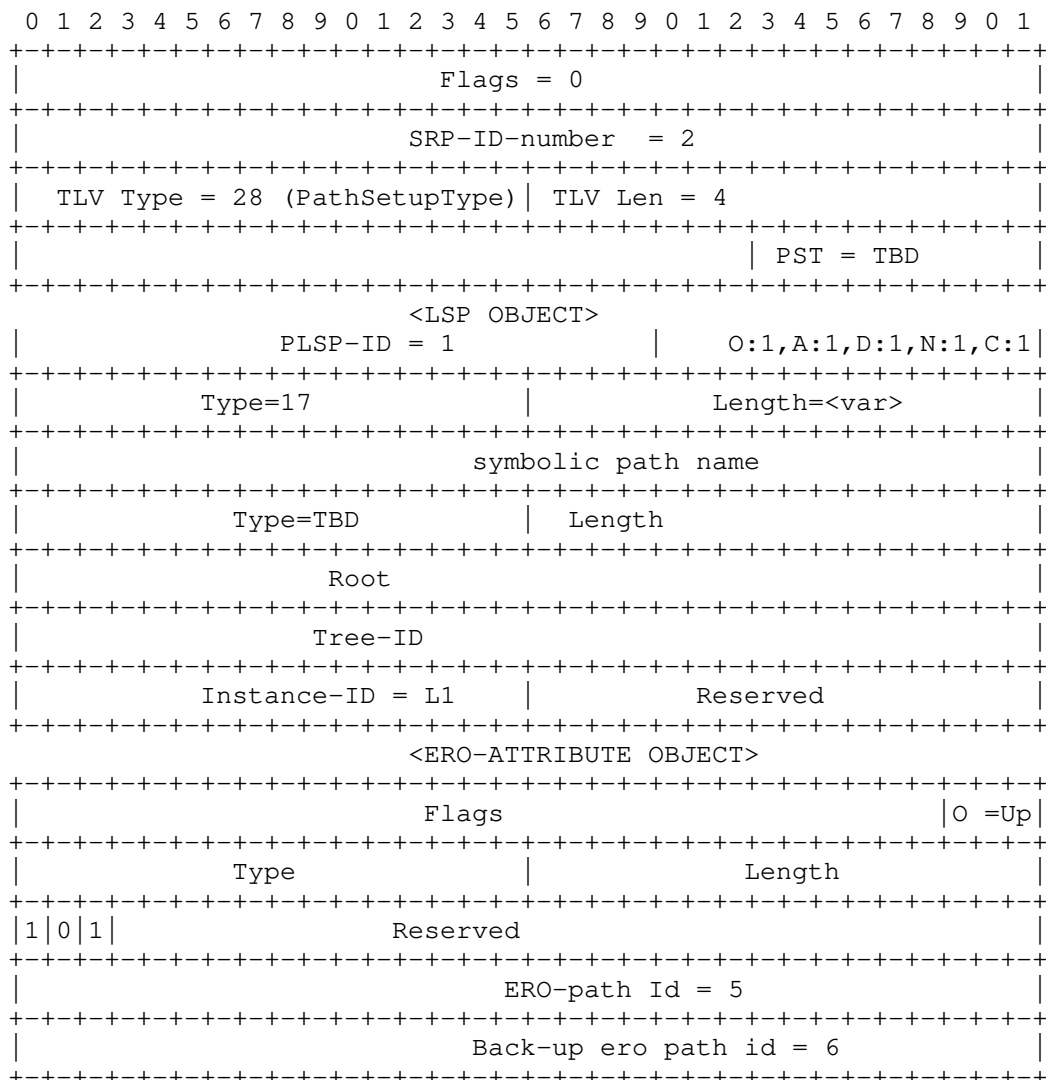 0 1 2 3 4 5 6 7 8 9 0 1 2 3 4 5 6 7 8 9 0 1 2 3 4 5 6 7 8 9 0 1
+-+-+-+-+-+-+-+-+-+-+-+-+-+-+-+-+-+-+-+-+-+-+-+-+-+-+-+-+-+-+-+-+
|                          Flags = 0                            |
+-+-+-+-+-+-+-+-+-+-+-+-+-+-+-+-+-+-+-+-+-+-+-+-+-+-+-+-+-+-+-+-+
|                        SRP-ID-number  = 2                     |
+-+-+-+-+-+-+-+-+-+-+-+-+-+-+-+-+-+-+-+-+-+-+-+-+-+-+-+-+-+-+-+-+
|  TLV Type = 28 (PathSetupType)| TLV Len = 4                   |
+-+-+-+-+-+-+-+-+-+-+-+-+-+-+-+-+-+-+-+-+-+-+-+-+-+-+-+-+-+-+-+-+
|                                             | PST = TBD       |
+-+-+-+-+-+-+-+-+-+-+-+-+-+-+-+-+-+-+-+-+-+-+-+-+-+-+-+-+-+-+-+-+
                         <LSP OBJECT>
|                PLSP-ID = 1            |    O:1,A:1,D:1,N:1,C:1|
+-+-+-+-+-+-+-+-+-+-+-+-+-+-+-+-+-+-+-+-+-+-+-+-+-+-+-+-+-+-+-+-+
|           Type=17             |           Length=<var>        |
+-+-+-+-+-+-+-+-+-+-+-+-+-+-+-+-+-+-+-+-+-+-+-+-+-+-+-+-+-+-+-+-+
|                            symbolic path name                 |
+-+-+-+-+-+-+-+-+-+-+-+-+-+-+-+-+-+-+-+-+-+-+-+-+-+-+-+-+-+-+-+-+
|             Type=TBD          |  Length                       |
+-+-+-+-+-+-+-+-+-+-+-+-+-+-+-+-+-+-+-+-+-+-+-+-+-+-+-+-+-+-+-+-+
|                   Root                                        |
+-+-+-+-+-+-+-+-+-+-+-+-+-+-+-+-+-+-+-+-+-+-+-+-+-+-+-+-+-+-+-+-+
|                  Tree-ID                                      |
+-+-+-+-+-+-+-+-+-+-+-+-+-+-+-+-+-+-+-+-+-+-+-+-+-+-+-+-+-+-+-+-+
|           Instance-ID = L1    |          Reserved             |
+-+-+-+-+-+-+-+-+-+-+-+-+-+-+-+-+-+-+-+-+-+-+-+-+-+-+-+-+-+-+-+-+
                         <ERO-ATTRIBUTE OBJECT>
+-+-+-+-+-+-+-+-+-+-+-+-+-+-+-+-+-+-+-+-+-+-+-+-+-+-+-+-+-+-+-+-+
|                         Flags                           |O =Up|
+-+-+-+-+-+-+-+-+-+-+-+-+-+-+-+-+-+-+-+-+-+-+-+-+-+-+-+-+-+-+-+-+
|             Type              |             Length            |
+-+-+-+-+-+-+-+-+-+-+-+-+-+-+-+-+-+-+-+-+-+-+-+-+-+-+-+-+-+-+-+-+
|1|0|1|                 Reserved                                |
+-+-+-+-+-+-+-+-+-+-+-+-+-+-+-+-+-+-+-+-+-+-+-+-+-+-+-+-+-+-+-+-+
|                              ERO-path Id = 5                  |
+-+-+-+-+-+-+-+-+-+-+-+-+-+-+-+-+-+-+-+-+-+-+-+-+-+-+-+-+-+-+-+-+
|                            Back-up ero path id = 6            |
+-+-+-+-+-+-+-+-+-+-+-+-+-+-+-+-+-+-+-+-+-+-+-+-+-+-+-+-+-+-+-+-+